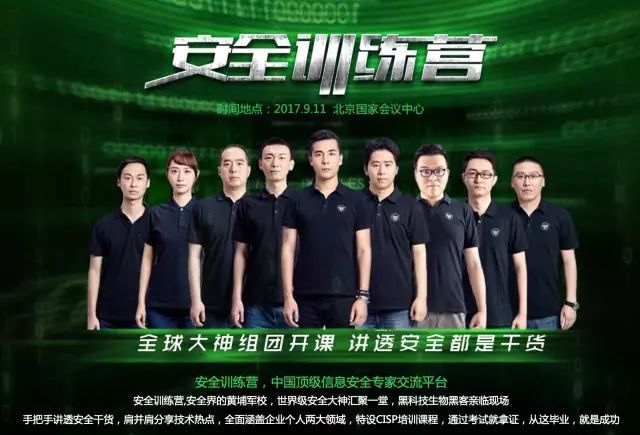 安全训练营
时间地点：2017.9.11 北京国家会议中心
全球大神组团开课 讲透安全都是干货
安全训练营，中国顶级信息安全专家交流平台
安全训练营,安全界的黄埔军校，世界级安全大神汇聚一堂，黑科技生物黑客亲临现场
手把手讲透安全干货，肩并肩分享技术热点，全面涵盖企业个人两大领域，特设CISP培训课程，通过考试就拿证，从这毕业，就是成功